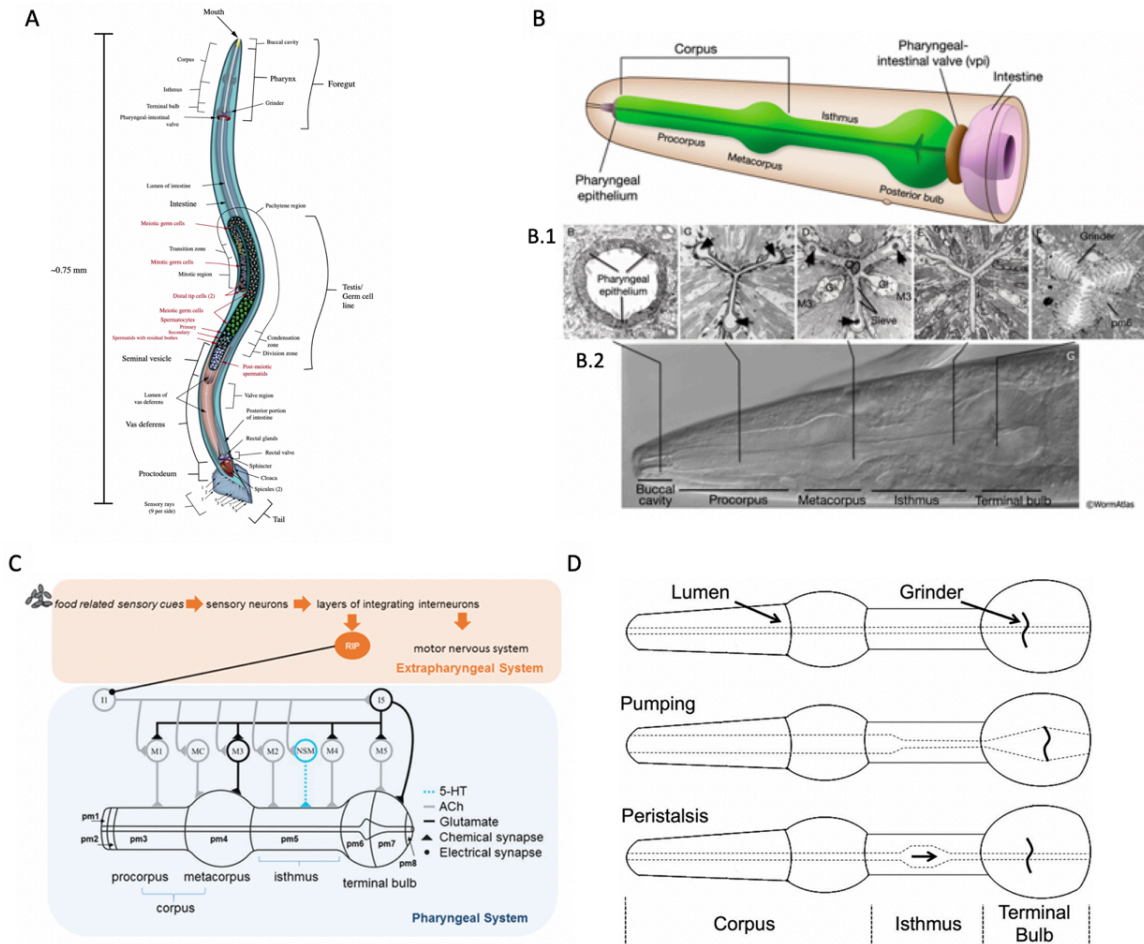 A
Mouth
Buccal cavity
Corpus
Pharynx
Foregut
Isthmus
Terminal bulb
Grinder
Pharyngeal-intestinal
valve
Lumen of intestine
Intestine
Pachytene region
Meiotic germ cells
Transition zone
Mitotic germ cells
Mitotic region
~0.75 mm
Distal tip cells (2)
Testis/
Germ cell
line
Meiotic germ cells
Spermatocytes
Primary
Secondary
Spermatids with residual bodies
Condensation
zone
Division zone
Seminal vesicle
Post-meiotic
spermatids
Lumen of
vas deferens
Valve region
Vas deferens
Posterior portion
of intestine
Rectal glands
Rectal valve
Proctodeum
Sphincter
Cloaca
Spicules (2)
Sensory rays
(9 per side)
Tail
B
Corpus
Pharyngeal-
intestinal valve (vpi)
Intestine
Isthmus
Procorpus
Metacorpus
Pharyngeal
epithelium
Posterior bulb
B.1
B
Pharyngeal
epithelium
C
D
Gl
Gl
M3
M3
Sieve
E
F
Grinder
pm6
B.2
G
Buccal
cavity
Procorpus
Metacorpus
Isthmus
Terminal bulb
©WormAtlas
C
food related sensory cues
sensory neurons
layers of integrating interneurons
RIP
motor nervous system
Extrapharyngeal System
I1
I5
M1
MC
M3
M2
NSM
M4
M5
5-HT
ACh
Glutamate
Chemical synapse
Electrical synapse
pm1
pm2
pm3
pm4
pm5
pm6
pm7
pm8
procorpus
metacorpus
isthmus
terminal bulb
corpus
Pharyngeal System
D
Lumen
Grinder
Pumping
Peristalsis
Corpus
Isthmus
Terminal
Bulb